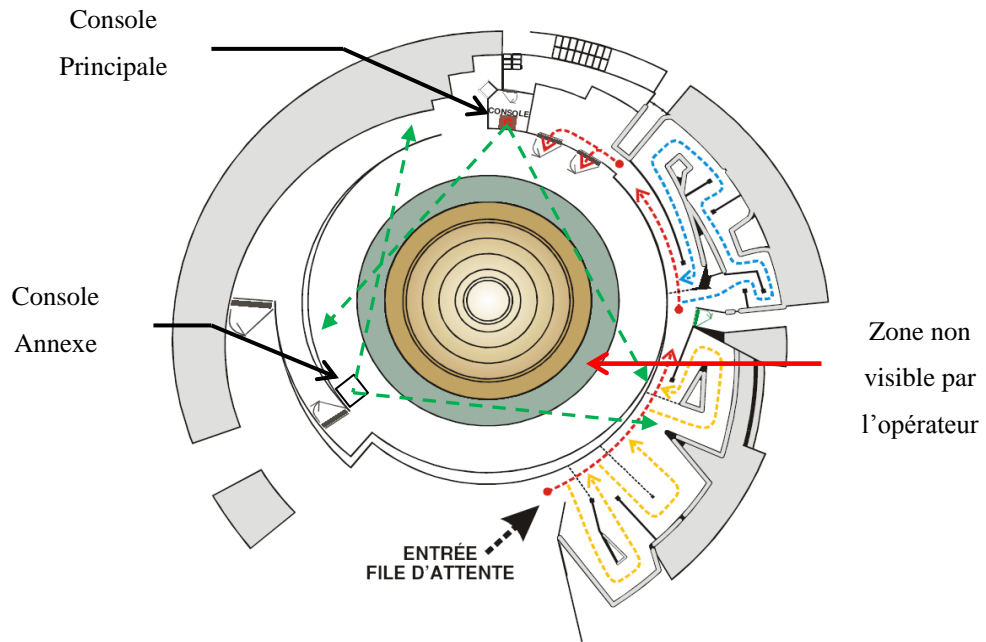 Console
Principale
CONSOLE
Console
Annexe
Zone non
visible par
l’opérateur
ENTRÉE
FILE D'ATTENTE